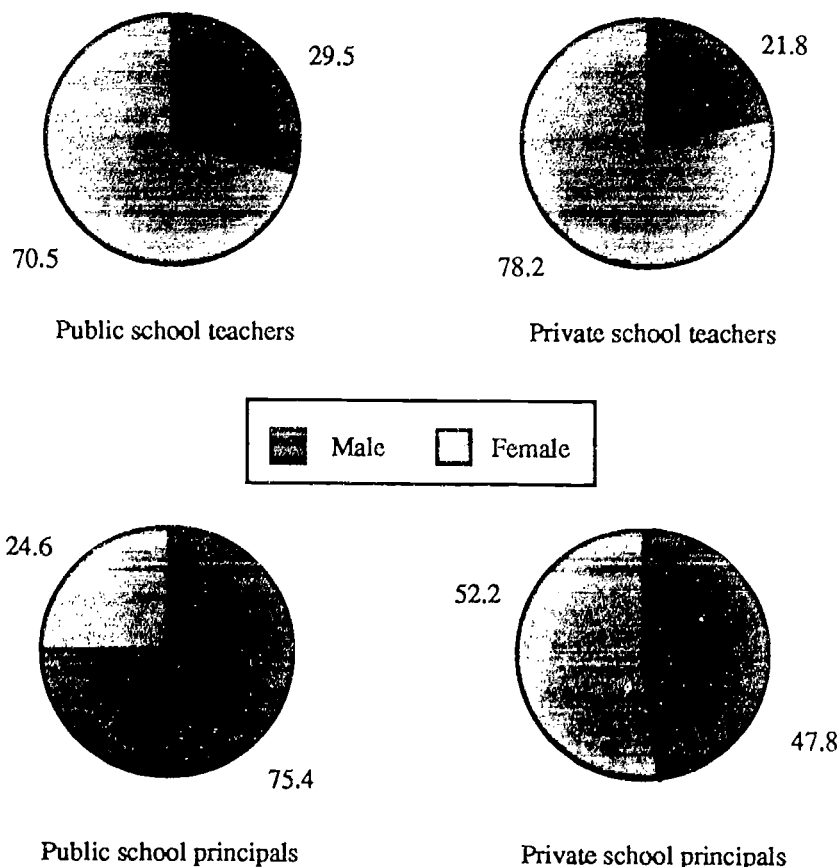 29.5
21.8
70.5
78.2
Public school teachers
Private school teachers
Male
Female
24.6
52.2
75.4
47.8
Public school principals
Private school principals